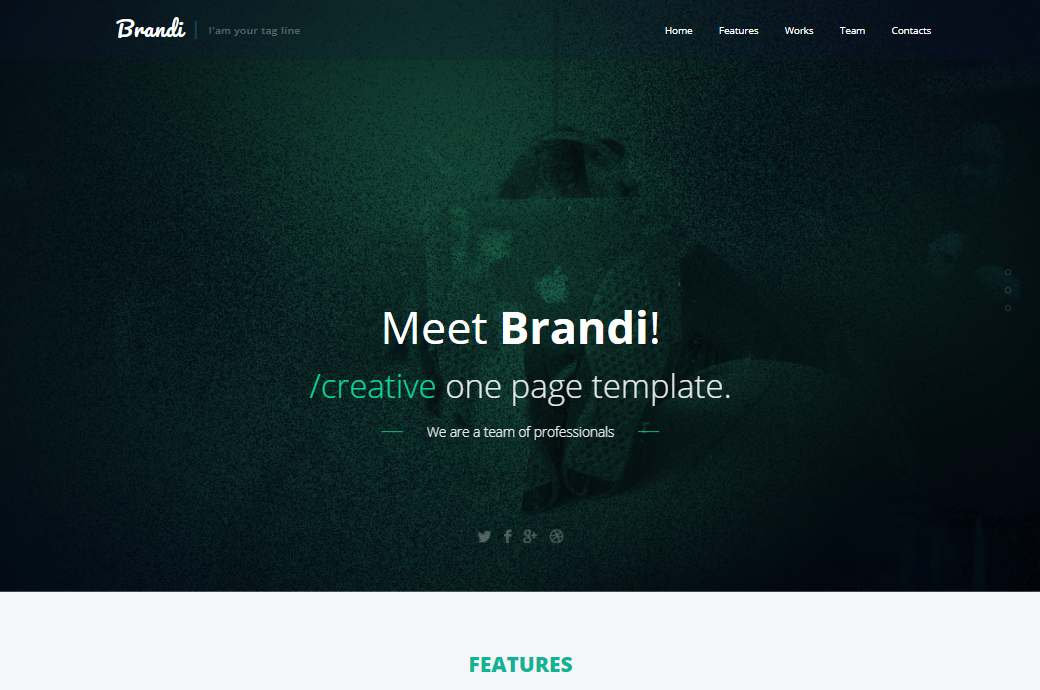 Brandi | I'am your tag line
Home Features Works Team Contacts
Meet Brandi!
/creative one page template.
We are a team of professionals
FEATURES